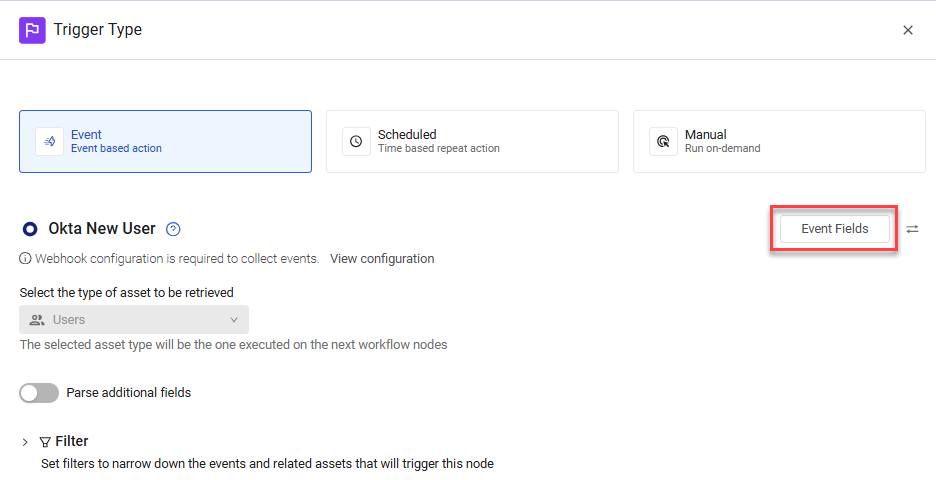 Trigger Type
Event
Event based action
Scheduled
Time based repeat action
Manual
Run on-demand
Okta New User
Event Fields
Webhook configuration is required to collect events. View configuration
Select the type of asset to be retrieved
Users
The selected asset type will be the one executed on the next workflow nodes
Parse additional fields
Filter
Set filters to narrow down the events and related assets that will trigger this node